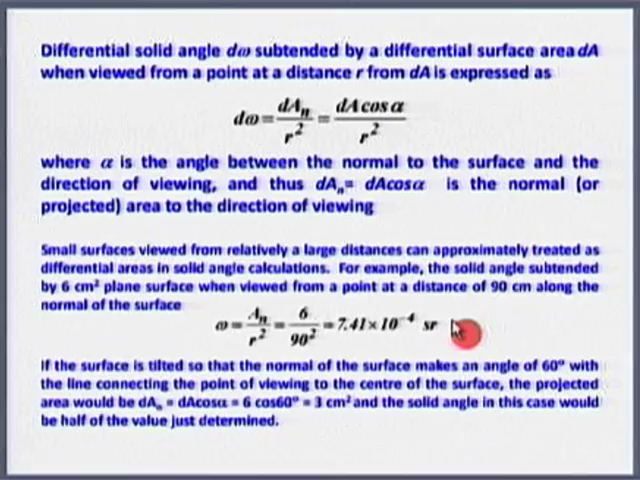 Differential solid angle dω subtended by a differential surface area dA
when viewed from a point at a distance r from dA is expressed as
dω = dAₙ / r² = dA cos α / r²
where α is the angle between the normal to the surface and the
direction of viewing, and thus dAₙ= dAcosα is the normal (or
projected) area to the direction of viewing
Small surfaces viewed from relatively a large distances can approximately treated as
differential areas in solid angle calculations. For example, the solid angle subtended
by 6 cm² plane surface when viewed from a point at a distance of 90 cm along the
normal of the surface
ω = Aₙ / r² = 6 / 90² = 7.41×10⁻⁴ sr
If the surface is tilted so that the normal of the surface makes an angle of 60° with
the line connecting the point of viewing to the centre of the surface, the projected
area would be dAₙ = dAcosα = 6 cos60° = 3 cm² and the solid angle in this case would
be half of the value just determined.